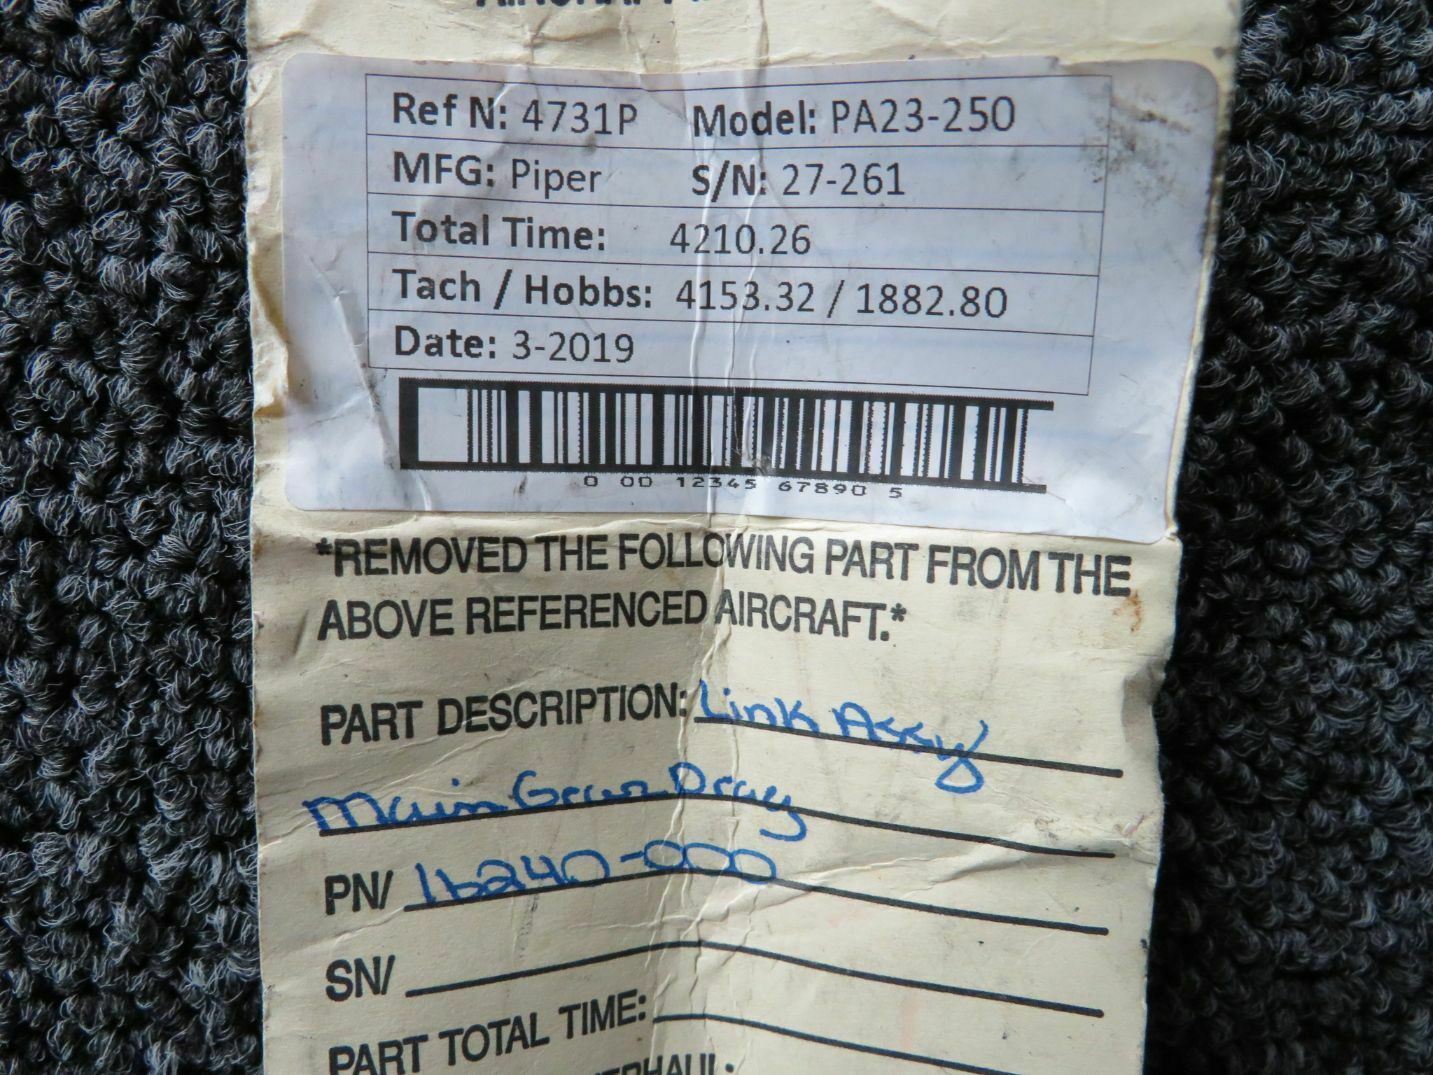 Ref N: 4731P Model: PA23-250
MFG: Piper S/N: 27-261
Total Time: 4210.26
Tach / Hobbs: 4153.32 / 1882.80
Date: 3-2019
0 00 12345 67890 5
*REMOVED THE FOLLOWING PART FROM THE
ABOVE REFERENCED AIRCRAFT.*
PART DESCRIPTION: Link Assy
Main Gear Drag
PN/ 16240-000
SN/
PART TOTAL TIME: